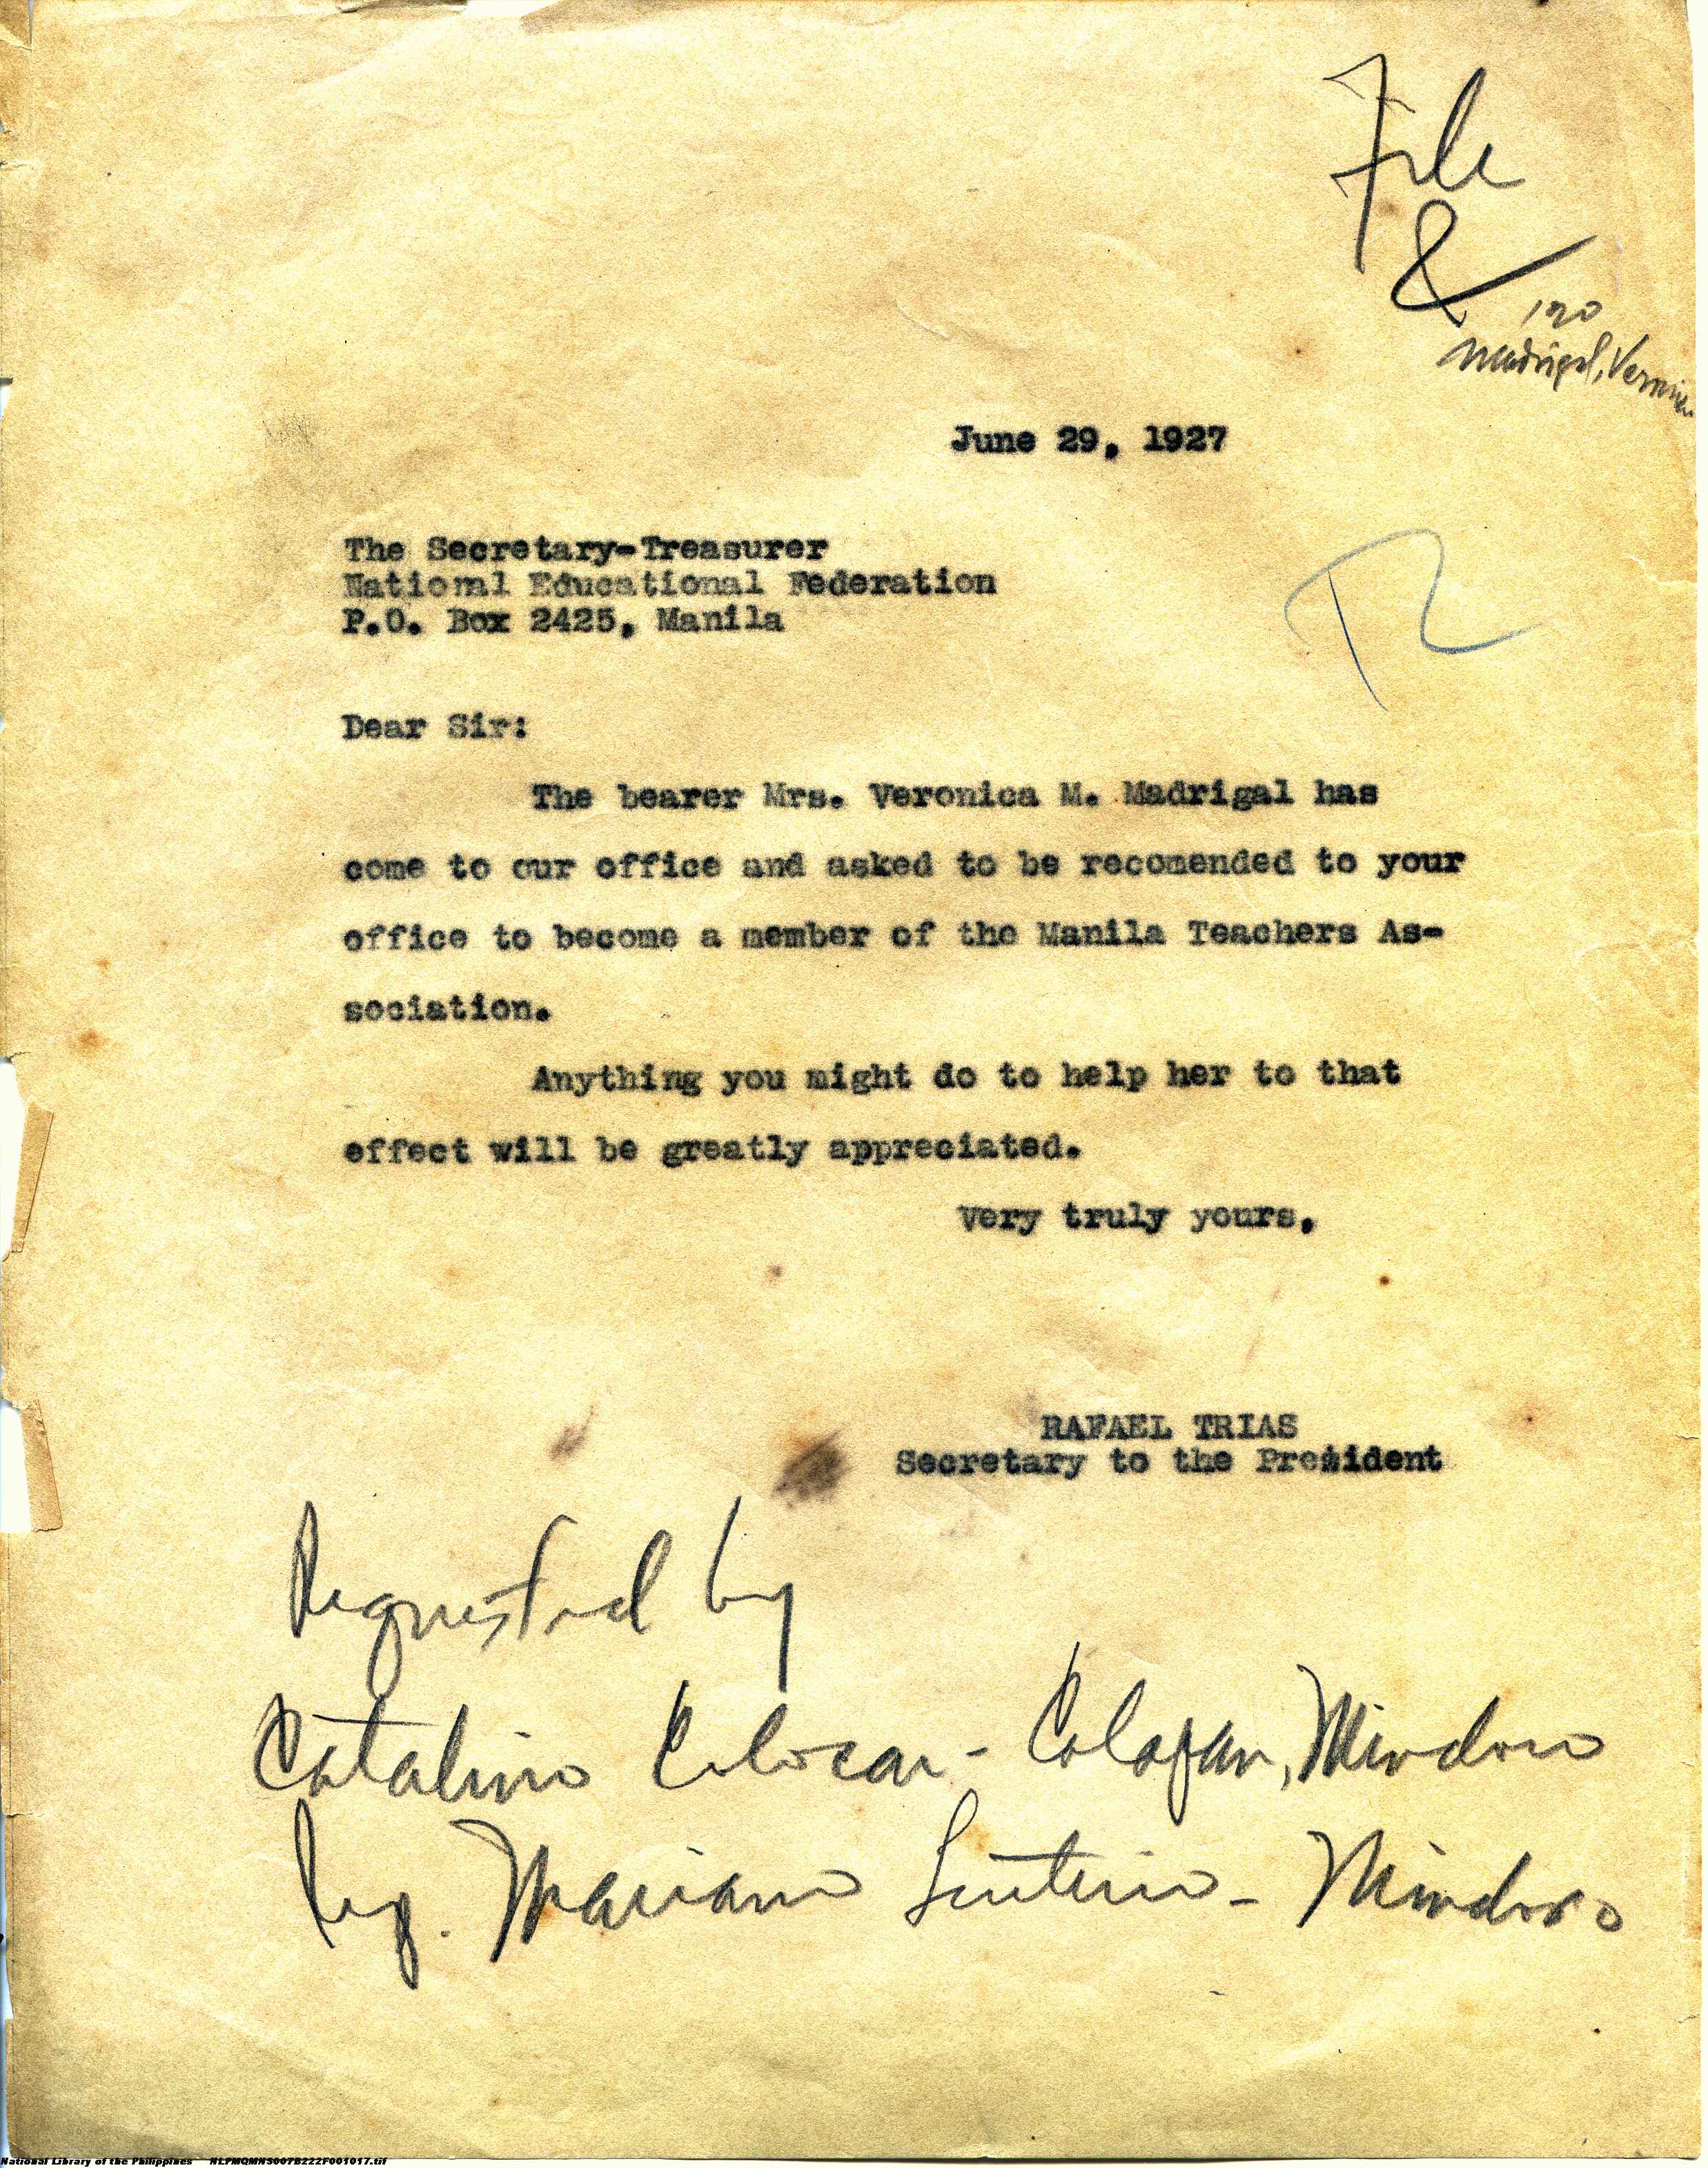 File
&
Madrigal, Veronica
June 29, 1927
The Secretary-Treasurer
National Educational Federation
P.O. Box 2425, Manila
Dear Sir:
The bearer Mrs. Veronica M. Madrigal has
come to our office and asked to be recomended to your
office to become a member of the Manila Teachers As-
sociation.
Anything you might do to help her to that
effect will be greatly appreciated.
Very truly yours,
RAFAEL TRIAS
Secretary to the President
Requested by
Catalino - Calapan, Mindoro
Mariano - Mindoro
National Library of the Philippines NLPMQMNS007B222F001017.tif